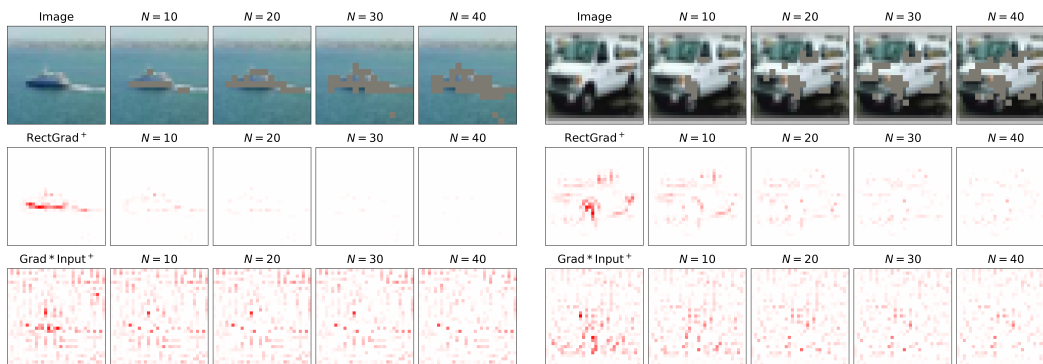 Image N = 10 N = 20 N = 30 N = 40 Image N = 10 N = 20 N = 30 N = 40
RectGrad⁺ N = 10 N = 20 N = 30 N = 40 RectGrad⁺ N = 10 N = 20 N = 30 N = 40
Grad * Input⁺ N = 10 N = 20 N = 30 N = 40 Grad * Input⁺ N = 10 N = 20 N = 30 N = 40